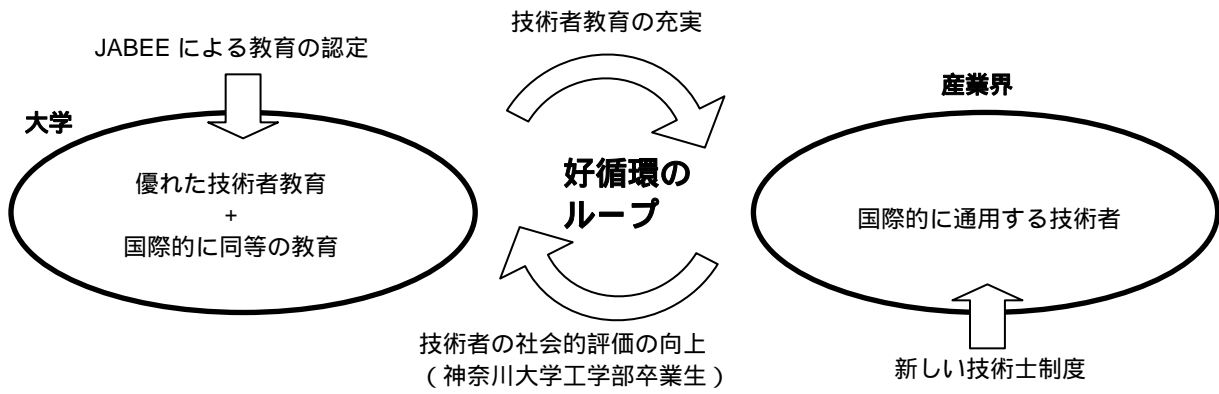 技術者教育の充実
JABEE による教育の認定
産業界
大学
優れた技術者教育
+
国際的に同等の教育
好循環の
ループ
国際的に通用する技術者
技術者の社会的評価の向上
（神奈川大学工学部卒業生）
新しい技術士制度